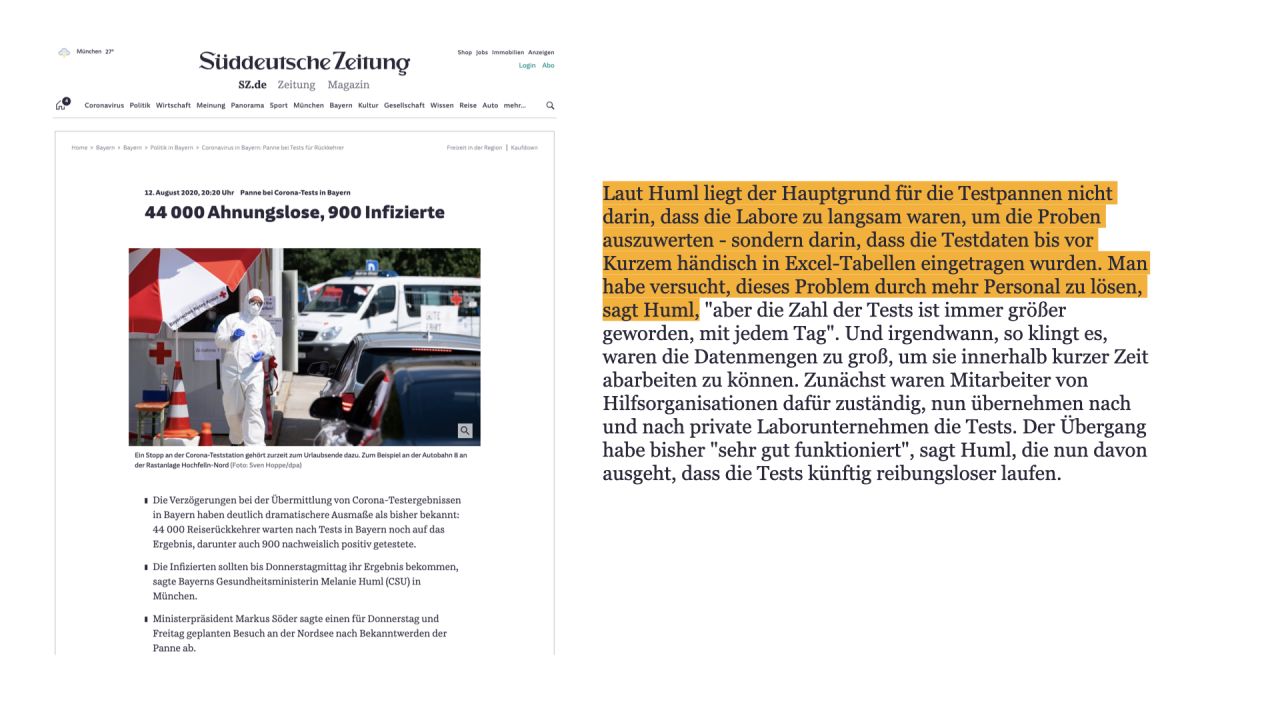 München 27°
Shop Jobs Immobilien Anzeigen
Süddeutsche Zeitung
Login Abo
SZ.de Zeitung Magazin
4
Coronavirus Politik Wirtschaft Meinung Panorama Sport München Bayern Kultur Gesellschaft Wissen Reise Auto mehr...
Home > Bayern > Bayern > Politik in Bayern > Coronavirus in Bayern: Panne bei Tests für Rückkehrer
Freizeit in der Region | Kaufdown
12. August 2020, 20:20 Uhr Panne bei Corona-Tests in Bayern
44 000 Ahnungslose, 900 Infizierte
Bayerisches Rotes Kreuz
GUTE
FAHRT
Ein Stopp an der Corona-Teststation gehört zurzeit zum Urlaubsende dazu. Zum Beispiel an der Autobahn 8 an
der Rastanlage Hochfelln-Nord (Foto: Sven Hoppe/dpa)
Die Verzögerungen bei der Übermittlung von Corona-Testergebnissen
in Bayern haben deutlich dramatischere Ausmaße als bisher bekannt:
44 000 Reiserückkehrer warten nach Tests in Bayern noch auf das
Ergebnis, darunter auch 900 nachweislich positiv getestete.
Die Infizierten sollten bis Donnerstagmittag ihr Ergebnis bekommen,
sagte Bayerns Gesundheitsministerin Melanie Huml (CSU) in
München.
Ministerpräsident Markus Söder sagte einen für Donnerstag und
Freitag geplanten Besuch an der Nordsee nach Bekanntwerden der
Panne ab.
Laut Huml liegt der Hauptgrund für die Testpannen nicht
darin, dass die Labore zu langsam waren, um die Proben
auszuwerten - sondern darin, dass die Testdaten bis vor
Kurzem händisch in Excel-Tabellen eingetragen wurden. Man
habe versucht, dieses Problem durch mehr Personal zu lösen,
sagt Huml, "aber die Zahl der Tests ist immer größer
geworden, mit jedem Tag". Und irgendwann, so klingt es,
waren die Datenmengen zu groß, um sie innerhalb kurzer Zeit
abarbeiten zu können. Zunächst waren Mitarbeiter von
Hilfsorganisationen dafür zuständig, nun übernehmen nach
und nach private Laborunternehmen die Tests. Der Übergang
habe bisher "sehr gut funktioniert", sagt Huml, die nun davon
ausgeht, dass die Tests künftig reibungsloser laufen.